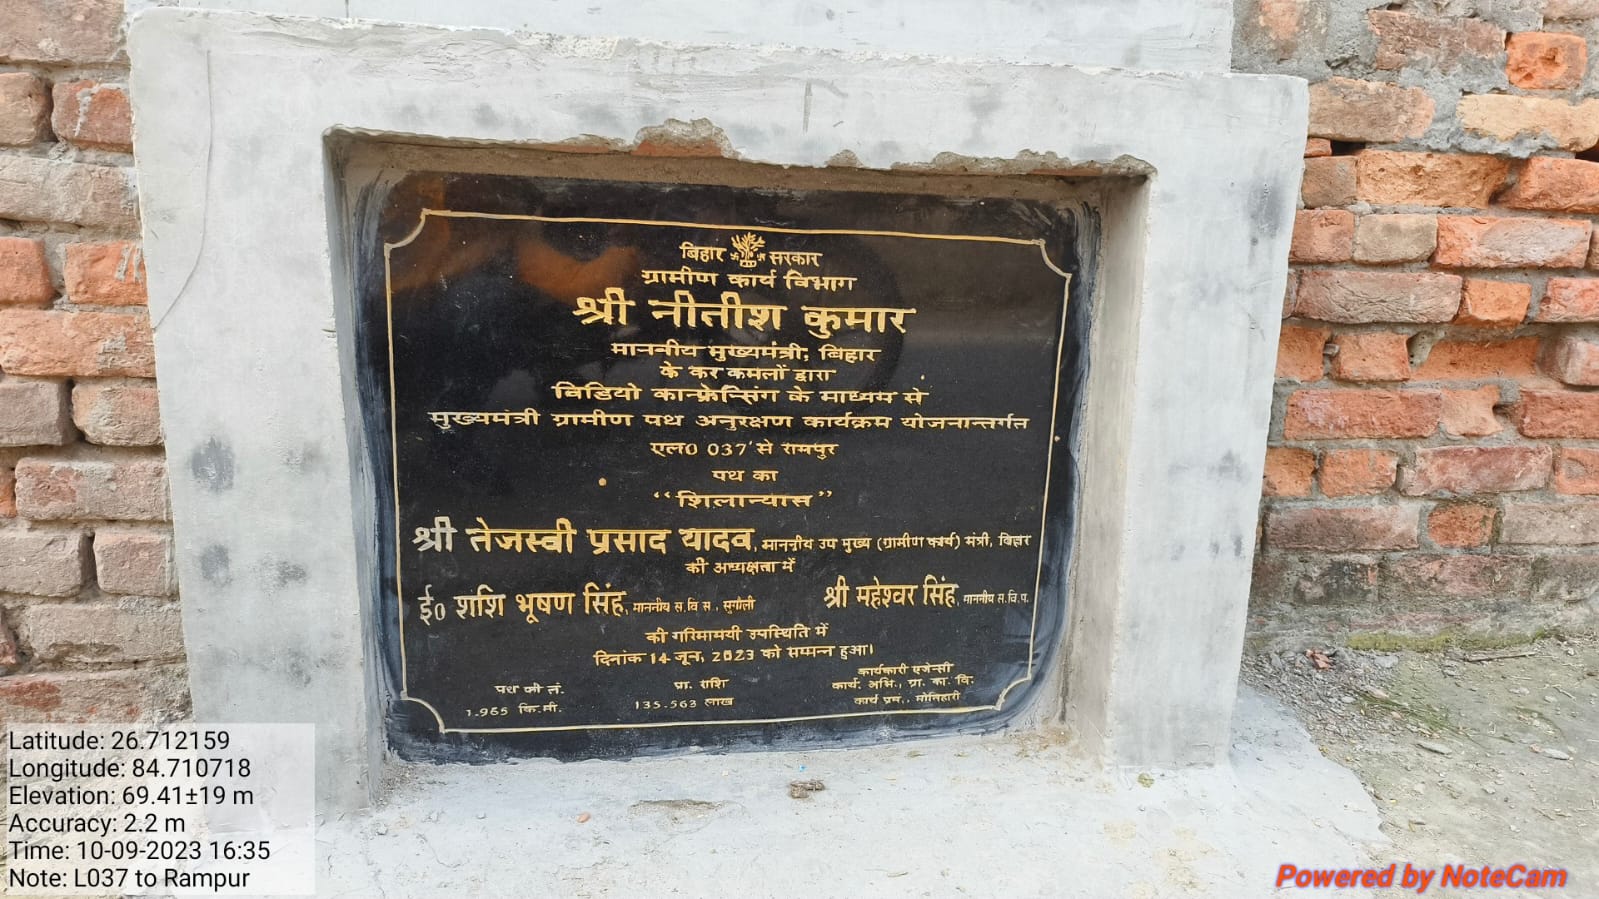 बिहार सरकार
ग्रामीण कार्य विभाग
श्री नीतीश कुमार
माननीय मुख्यमंत्री, बिहार
के कर कमलों द्वारा
विडियो कान्फ्रेन्सिंग के माध्यम से
मुख्यमंत्री ग्रामीण पथ अनुरक्षण कार्यक्रम योजनान्तर्गत
एल0 037 से रामपुर
पथ का
“शिलान्यास”
श्री तेजस्वी प्रसाद यादव, माननीय उप मुख्य (ग्रामीण कार्य) मंत्री, बिहार
की अध्यक्षता में
ई0 शशि भूषण सिंह, माननीय स.वि.स., सुगौली श्री महेश्वर सिंह, माननीय स.वि.प.
की गरिमामयी उपस्थिति में
दिनांक 14 जून, 2023 को सम्पन्न हुआ।
पथ की लं. प्रा. राशि कार्यकारी एजेन्सी
1.965 कि.मी. 135.563 लाख कार्य. अभि., ग्रा. का. वि.
कार्य प्रम., मोतिहारी
Latitude: 26.712159
Longitude: 84.710718
Elevation: 69.41±19 m
Accuracy: 2.2 m
Time: 10-09-2023 16:35
Note: L037 to Rampur
Powered by NoteCam